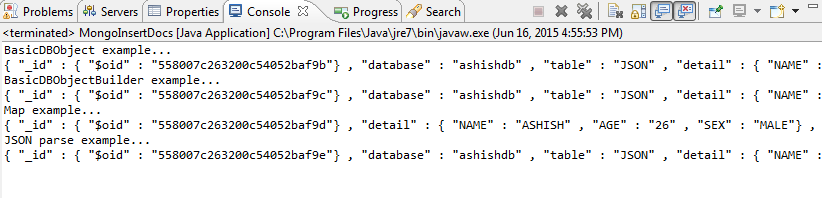 Problems Servers Properties Console Progress Search
<terminated> MongoInsertDocs [Java Application] C:\Program Files\Java\jre7\bin\javaw.exe (Jun 16, 2015 4:55:53 PM)
BasicDBObject example...
{ "_id" : { "$oid" : "558007c263200c54052baf9b"} , "database" : "ashishdb" , "table" : "JSON" , "detail" : { "NAME" :
BasicDBObjectBuilder example...
{ "_id" : { "$oid" : "558007c263200c54052baf9c"} , "database" : "ashishdb" , "table" : "JSON" , "detail" : { "NAME" :
Map example...
{ "_id" : { "$oid" : "558007c263200c54052baf9d"} , "detail" : { "NAME" : "ASHISH" , "AGE" : "26" , "SEX" : "MALE"} ,
JSON parse example...
{ "_id" : { "$oid" : "558007c263200c54052baf9e"} , "database" : "ashishdb" , "table" : "JSON" , "detail" : { "NAME" :